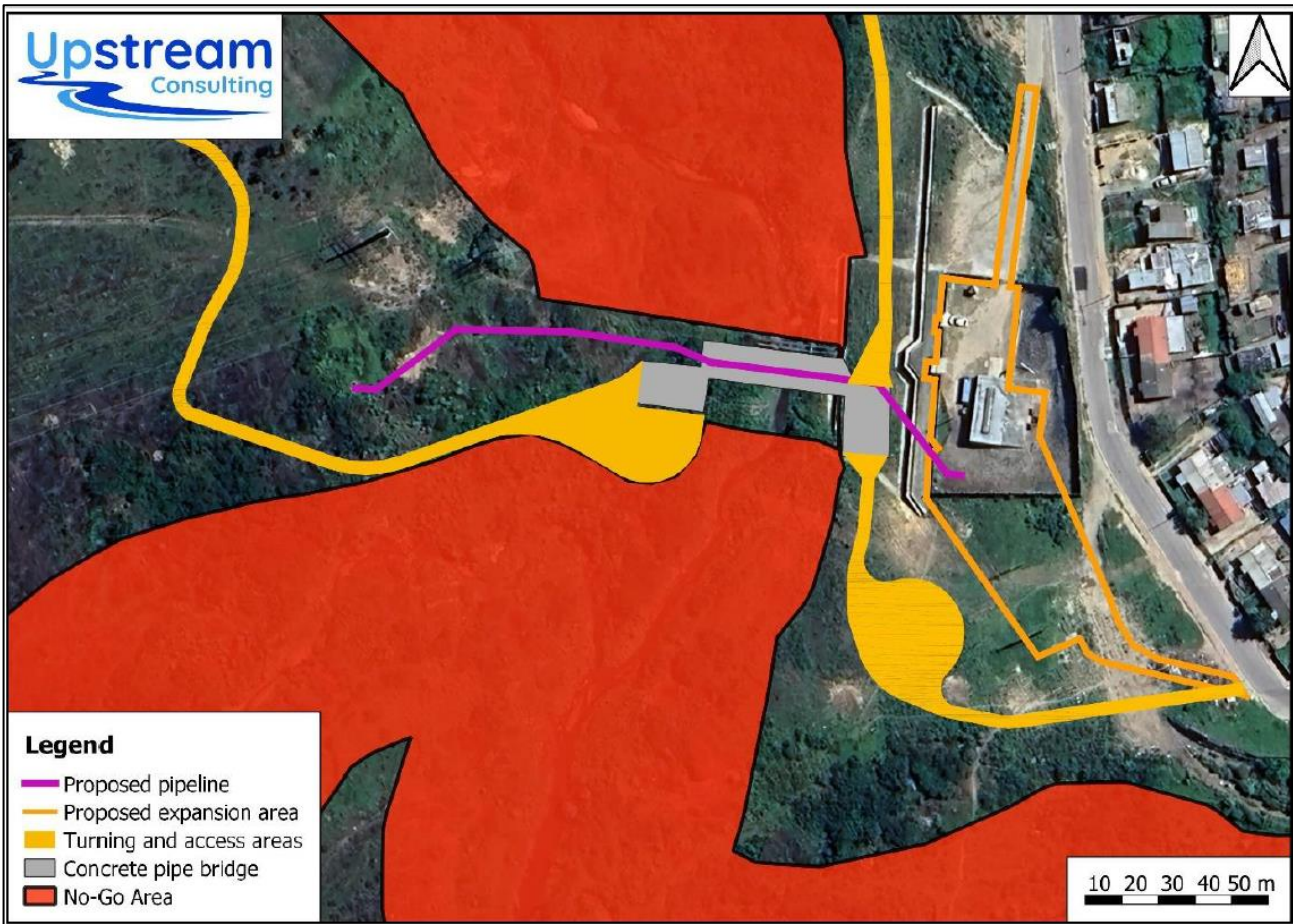 Upstream
Consulting
Legend
Proposed pipeline
Proposed expansion area
Turning and access areas
Concrete pipe bridge
No-Go Area
10 20 30 40 50 m